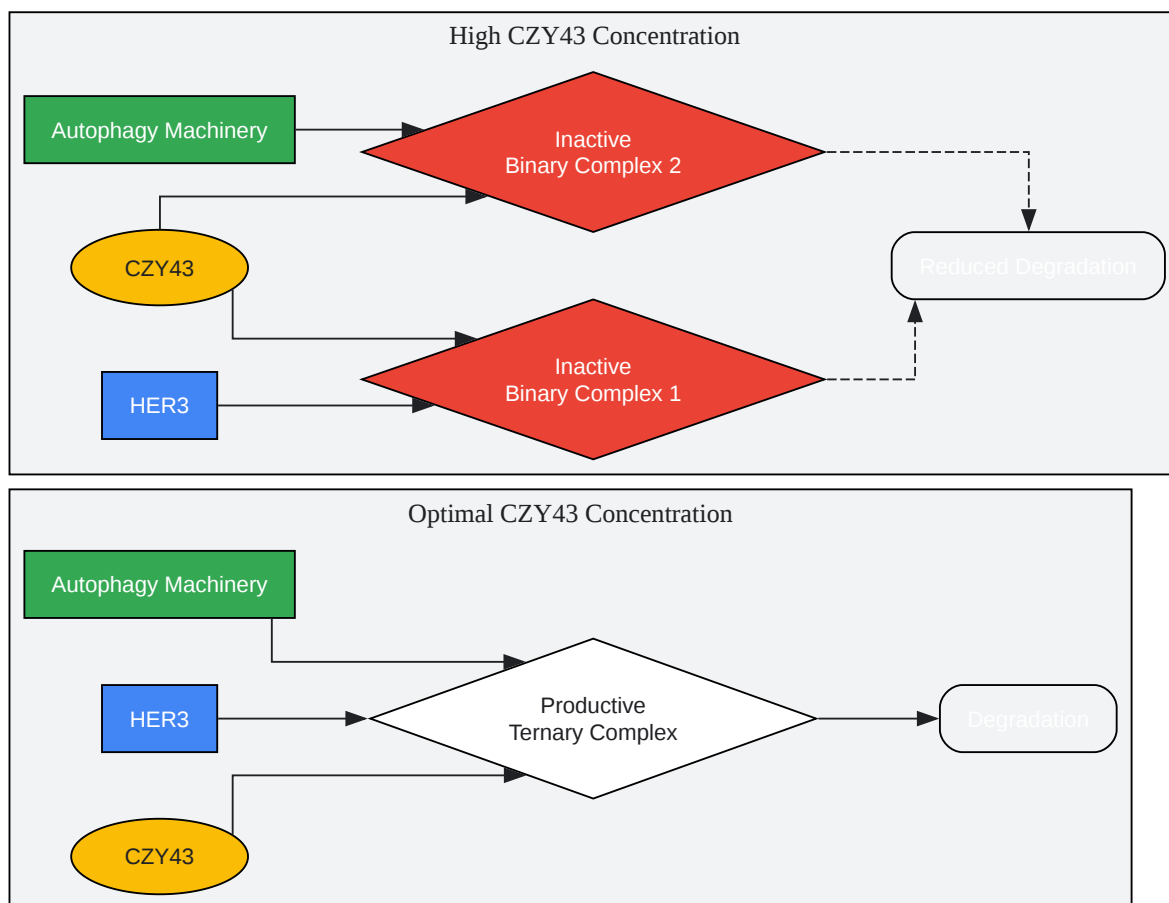 High CZY43 Concentration
Autophagy Machinery
Inactive
Binary Complex 2
CZY43
Reduced Degradation
Inactive
Binary Complex 1
HER3
Optimal CZY43 Concentration
Autophagy Machinery
HER3
Productive
Ternary Complex
Degradation
CZY43